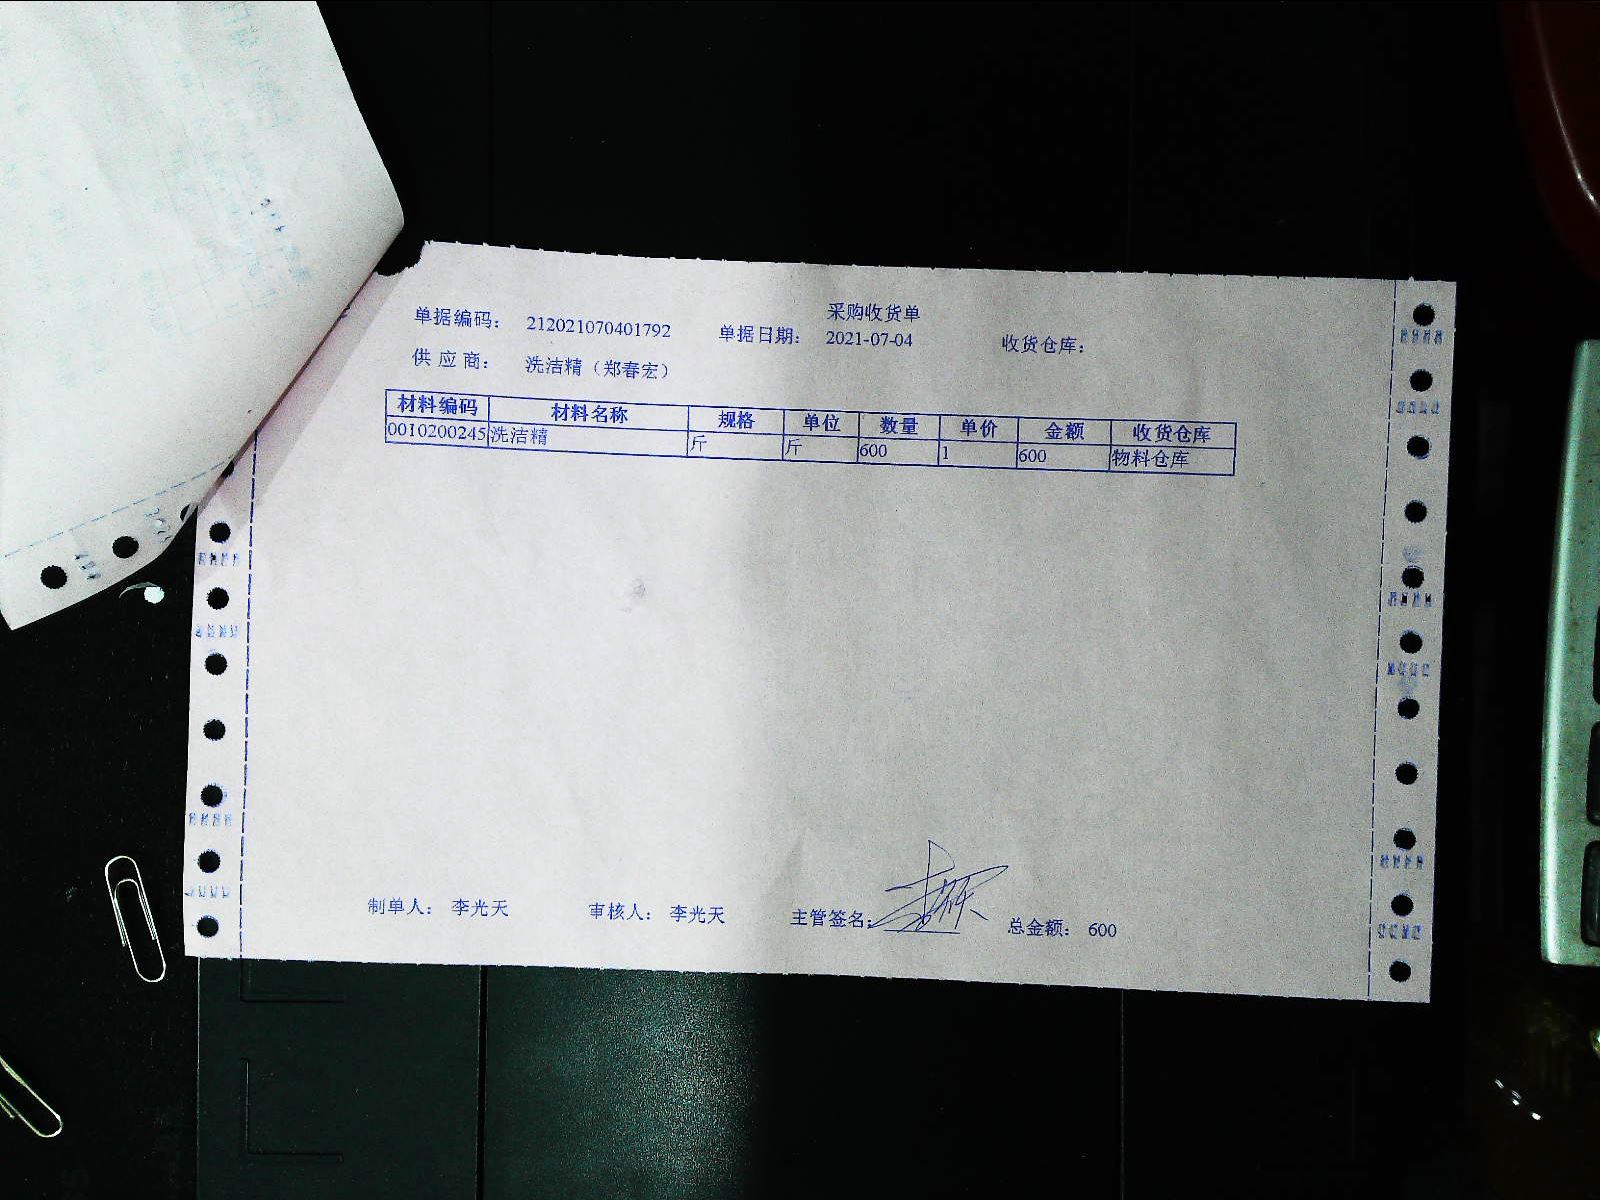 采购收货单
单据编码： 212021070401792 单据日期： 2021-07-04 收货仓库：
供 应 商： 洗洁精（郑春宏）
材料编码 材料名称 规格 单位 数量 单价 金额 收货仓库
0010200245 洗洁精 斤 斤 600 1 600 物料仓库
制单人： 李光天 审核人： 李光天 主管签名： 总金额： 600